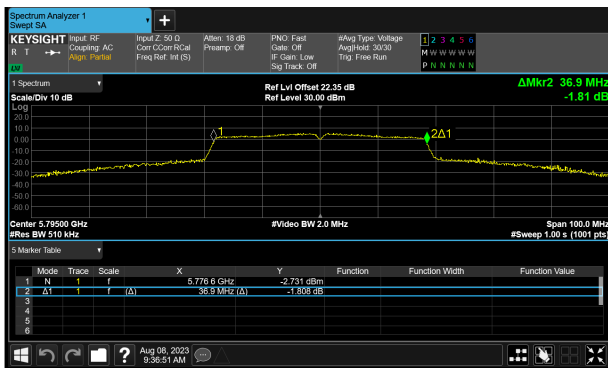 Spectrum Analyzer 1
Swept SA
+
KEYSIGHT Input: RF Input Z: 50 Ω Atten: 18 dB PNO: Fast #Avg Type: Voltage 1 2 3 4 5 6
R T Coupling: AC Corr CCorr RCal Preamp: Off Gate: Off Avg|Hold: 30/30 M W W W W W
Align: Partial Freq Ref: Int (S) IF Gain: Low Trig: Free Run
Sig Track: Off P N N N N N
LXI
1 Spectrum
Ref Lvl Offset 22.35 dB ΔMkr2 36.9 MHz
Scale/Div 10 dB Ref Level 30.00 dBm -1.81 dB
Log
20.0
10.0
0.00
-10.0
-20.0
-30.0
-40.0
-50.0
-60.0
1
2Δ1
Center 5.79500 GHz #Video BW 2.0 MHz Span 100.0 MHz
#Res BW 510 kHz #Sweep 1.00 s (1001 pts)
5 Marker Table
Mode Trace Scale X Y Function Function Width Function Value
1 N 1 f 5.776 6 GHz -2.731 dBm
2 Δ1 1 f (Δ) 36.9 MHz (Δ) -1.808 dB
3
4
5
6
? Aug 08, 2023
9:36:51 AM